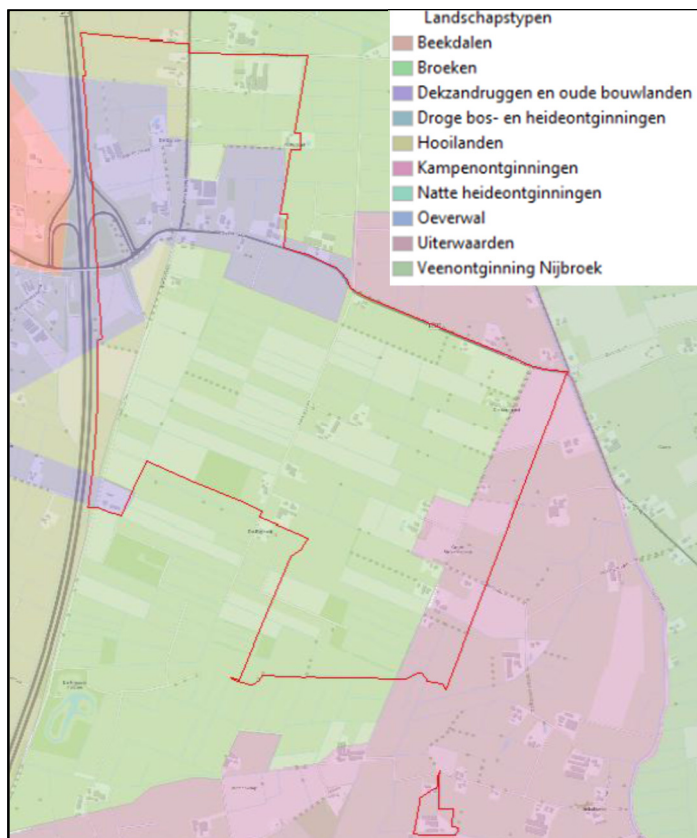 Landschapstypen
Beekdalen
Broeken
Dekzandruggen en oude bouwlanden
Droge bos- en heideontginningen
Hooilanden
Kampenontginningen
Natte heideontginningen
Oeverwal
Uiterwaarden
Veenontginning Nijbroek